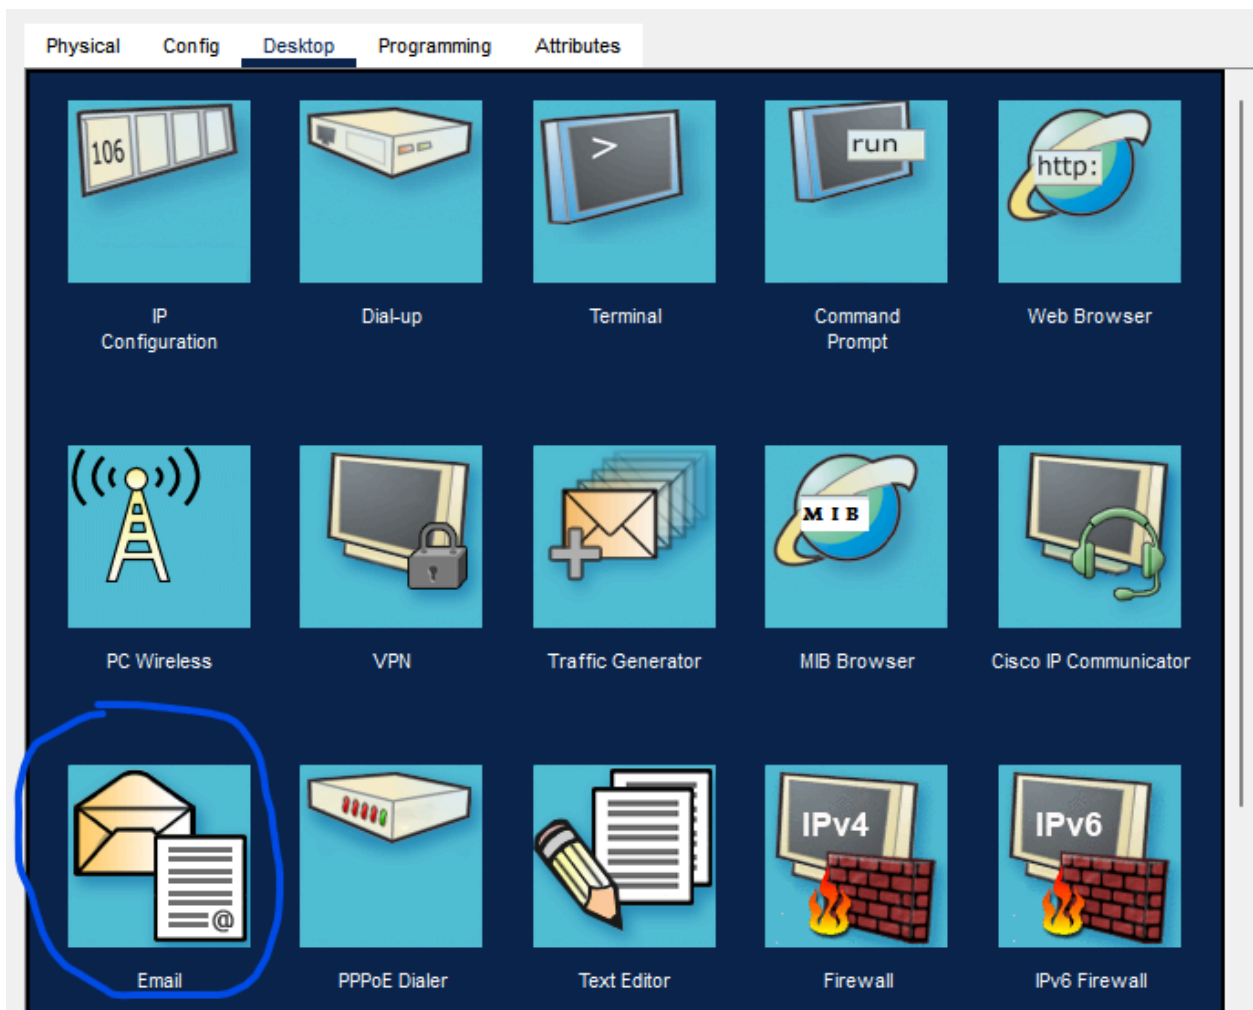 Physical Config Desktop Programming Attributes
106
>
run
http:
IP
Configuration
Dial-up
Terminal
Command
Prompt
Web Browser
MIB
PC Wireless
VPN
Traffic Generator
MIB Browser
Cisco IP Communicator
@
IPv4
IPv6
Email
PPPoE Dialer
Text Editor
Firewall
IPv6 Firewall